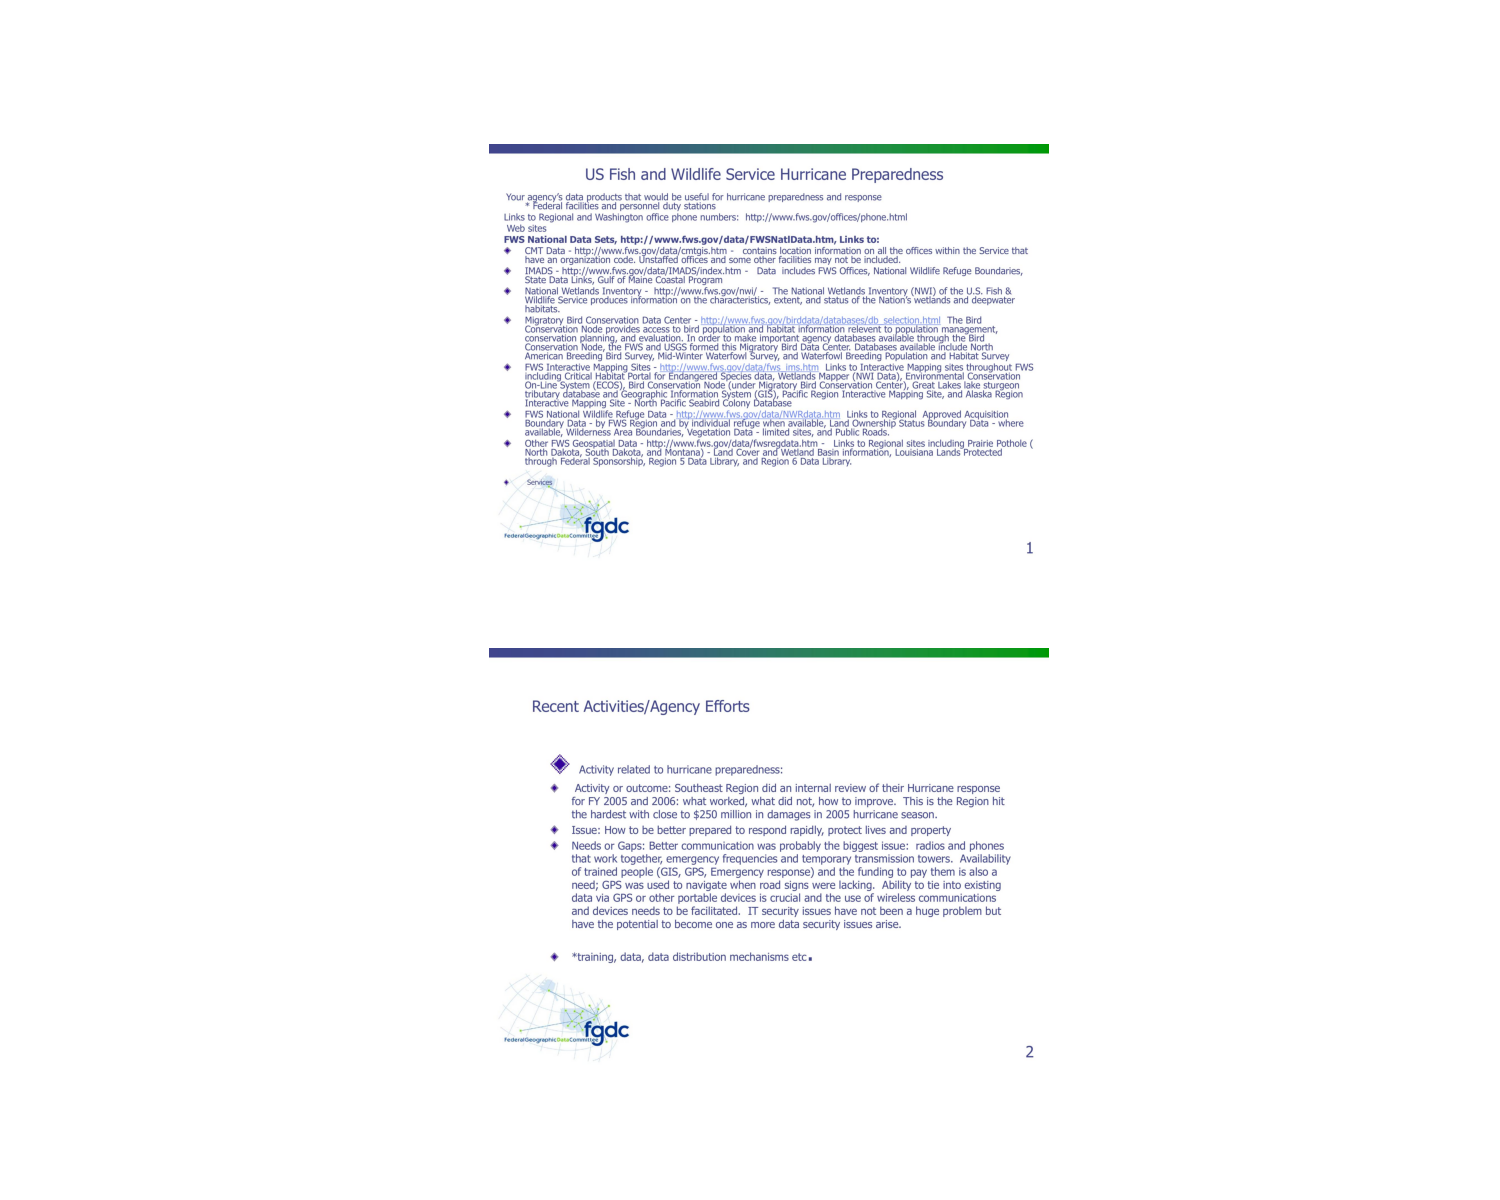 US Fish and Wildlife Service Hurricane Preparedness
Your agency's data products that would be useful for hurricane preparedness and response
* Federal facilities and personnel duty stations
Links to Regional and Washington office phone numbers: http://www.fws.gov/offices/phone.html
Web sites
FWS National Data Sets, http://www.fws.gov/data/FWSNatlData.htm, Links to:
CMT Data - http://www.fws.gov/data/cmtgis.htm - contains location information on all the offices within the Service that
have an organization code. Unstaffed offices and some other facilities may not be included.
IMADS - http://www.fws.gov/data/IMADS/index.htm - Data includes FWS Offices, National Wildlife Refuge Boundaries,
State Data Links, Gulf of Maine Coastal Program
National Wetlands Inventory - http://www.fws.gov/nwi/ - The National Wetlands Inventory (NWI) of the U.S. Fish &
Wildlife Service produces information on the characteristics, extent, and status of the Nation's wetlands and deepwater
habitats.
Migratory Bird Conservation Data Center - http://www.fws.gov/birddata/databases/db_selection.html The Bird
Conservation Node provides access to bird population and habitat information relevent to population management,
conservation planning, and evaluation. In order to make important agency databases available through the Bird
Conservation Node, the FWS and USGS formed this Migratory Bird Data Center. Databases available include North
American Breeding Bird Survey, Mid-Winter Waterfowl Survey, and Waterfowl Breeding Population and Habitat Survey
FWS Interactive Mapping Sites - http://www.fws.gov/data/fws_ims.htm Links to Interactive Mapping sites throughout FWS
including Critical Habitat Portal for Endangered Species data, Wetlands Mapper (NWI Data), Environmental Conservation
On-Line System (ECOS), Bird Conservation Node (under Migratory Bird Conservation Center), Great Lakes lake sturgeon
tributary database and Geographic Information System (GIS), Pacific Region Interactive Mapping Site, and Alaska Region
Interactive Mapping Site - North Pacific Seabird Colony Database
FWS National Wildlife Refuge Data - http://www.fws.gov/data/NWRdata.htm Links to Regional Approved Acquisition
Boundary Data - by FWS Region and by individual refuge when available, Land Ownership Status Boundary Data - where
available, Wilderness Area Boundaries, Vegetation Data - limited sites, and Public Roads.
Other FWS Geospatial Data - http://www.fws.gov/data/fwsregdata.htm - Links to Regional sites including Prairie Pothole (
North Dakota, South Dakota, and Montana) - Land Cover and Wetland Basin information, Louisiana Lands Protected
through Federal Sponsorship, Region 5 Data Library, and Region 6 Data Library.
Services
fgdc
FederalGeographicDataCommittee
1
Recent Activities/Agency Efforts
Activity related to hurricane preparedness:
Activity or outcome: Southeast Region did an internal review of their Hurricane response
for FY 2005 and 2006: what worked, what did not, how to improve. This is the Region hit
the hardest with close to $250 million in damages in 2005 hurricane season.
Issue: How to be better prepared to respond rapidly, protect lives and property
Needs or Gaps: Better communication was probably the biggest issue: radios and phones
that work together, emergency frequencies and temporary transmission towers. Availability
of trained people (GIS, GPS, Emergency response) and the funding to pay them is also a
need; GPS was used to navigate when road signs were lacking. Ability to tie into existing
data via GPS or other portable devices is crucial and the use of wireless communications
and devices needs to be facilitated. IT security issues have not been a huge problem but
have the potential to become one as more data security issues arise.
*training, data, data distribution mechanisms etc.
fgdc
FederalGeographicDataCommittee
2